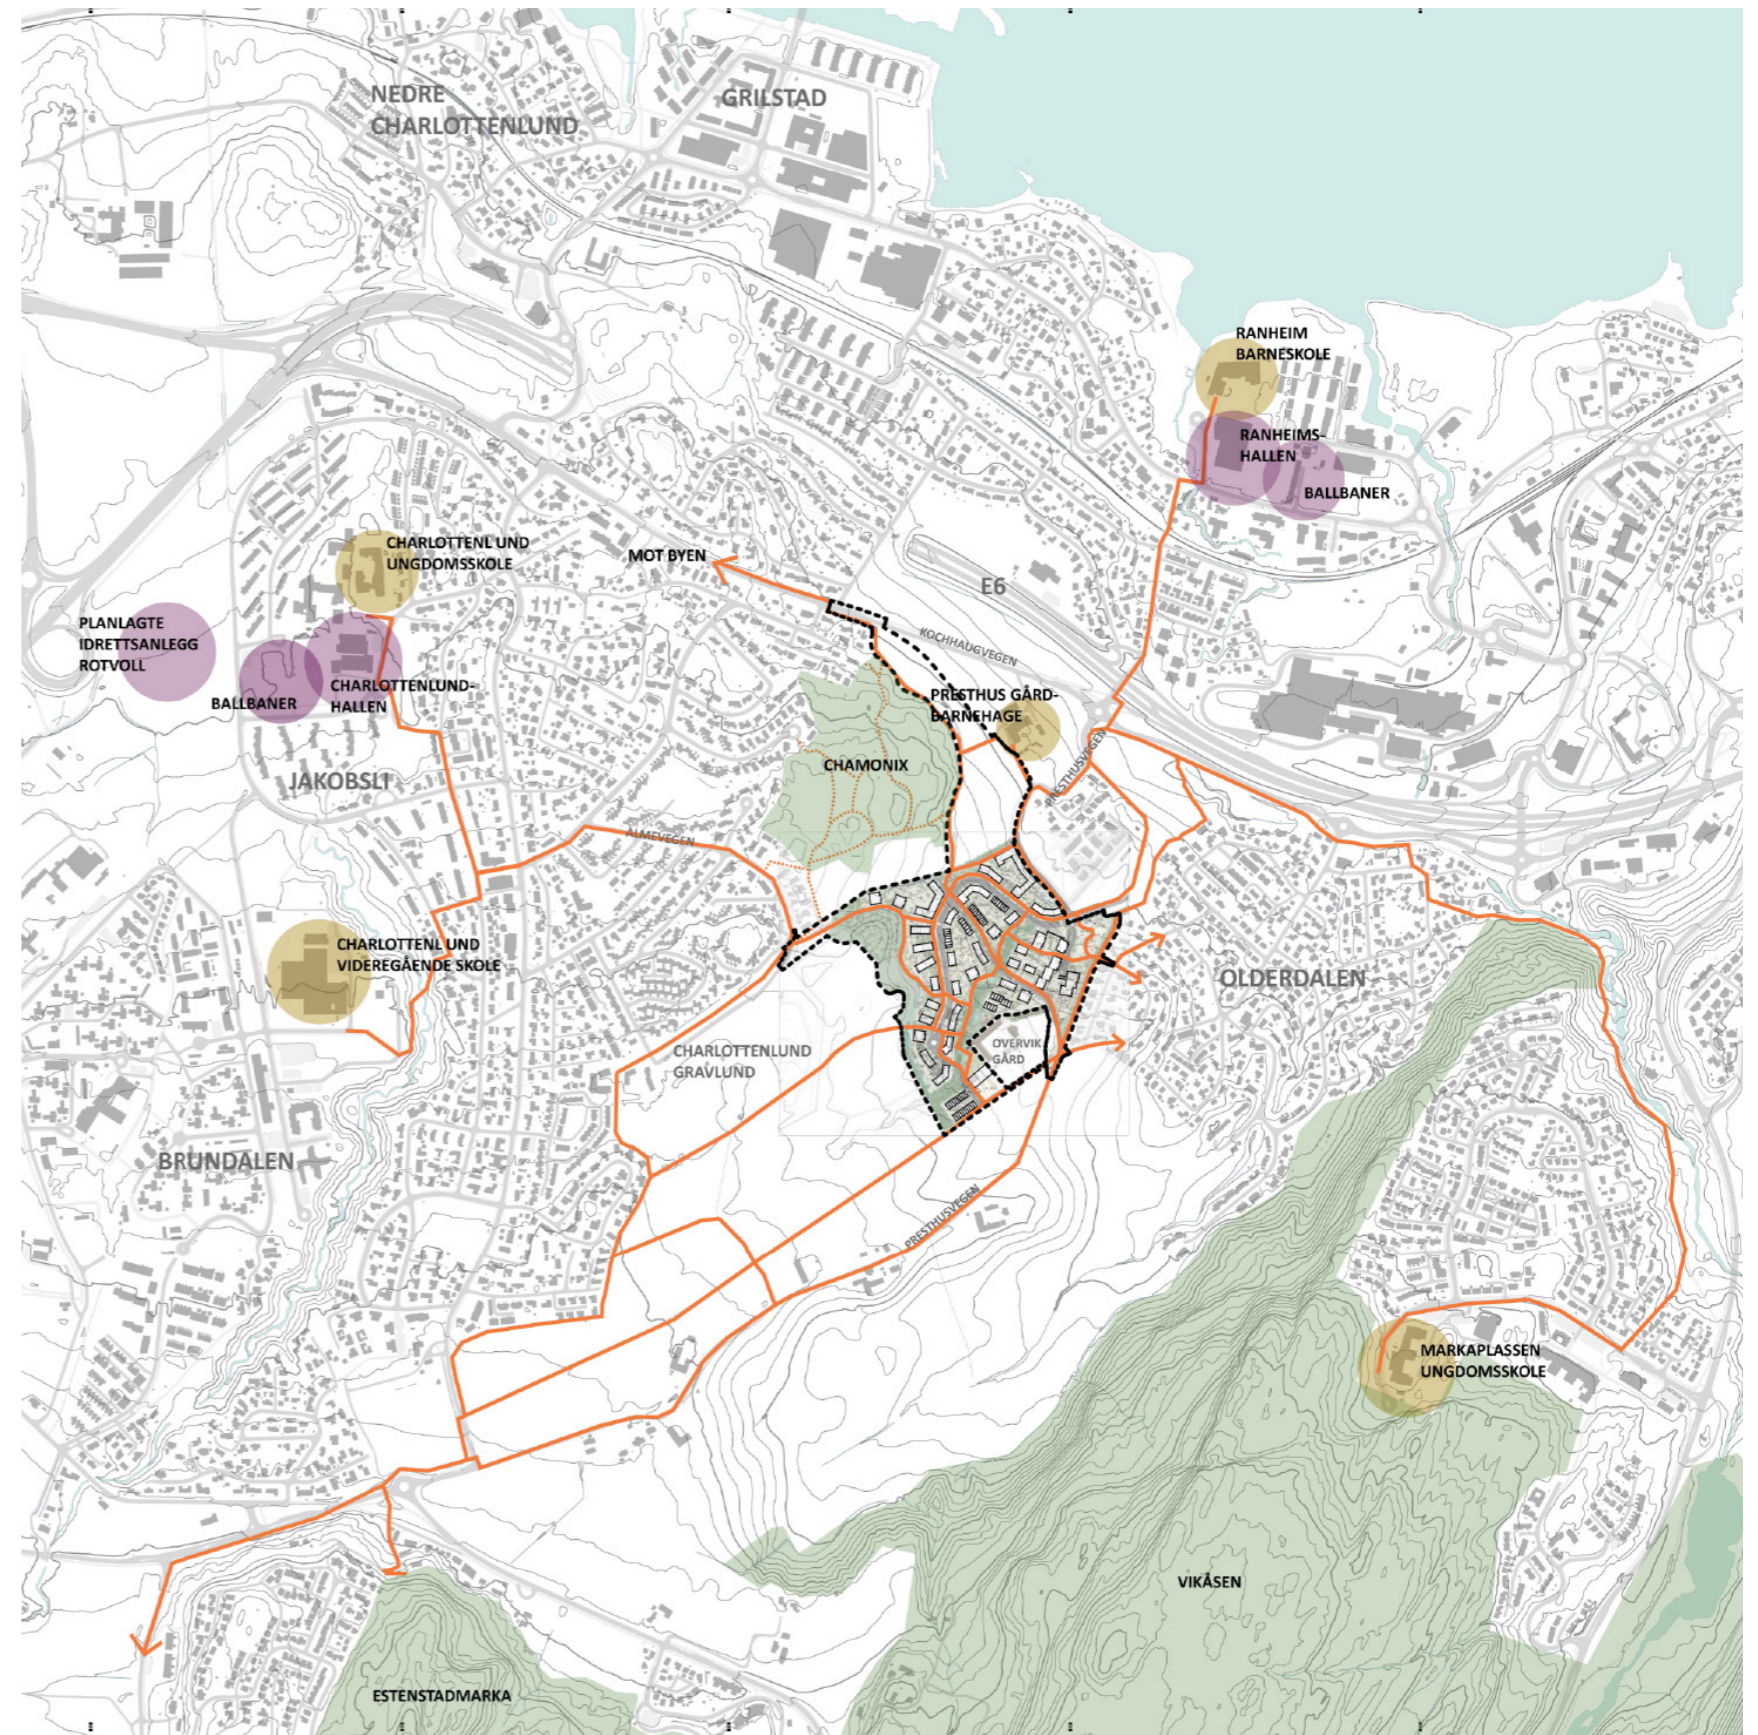 NEDRE
CHARLOTTENLUND
GRILSTAD
RANHEIM
BARNESKOLE
RANHEIMS-
HALLEN
BALLBANER
CHARLOTTENL UND
UNGDOMSSKOLE
MOT BYEN
E6
PLANLAGTE
IDRETTSANLEGG
ROTVOLL
KOCHHAUGVEGEN
BALLBANER
CHARLOTTENLUND-
HALLEN
PRESTHUS GÅRD-
BARNEHAGE
PRESTHUSVEGEN
CHAMONIX
JAKOBSLI
ALMEVEGEN
CHARLOTTENL UND
VIDEREGÅENDE SKOLE
OLDERDALEN
CHARLOTTENLUND
GRAVLUND
OVERVIK
GÅRD
BRUNDALEN
PRESTHUSVEGEN
MARKAPLASSEN
UNGDOMSSKOLE
VIKÅSEN
ESTENSTADMARKA